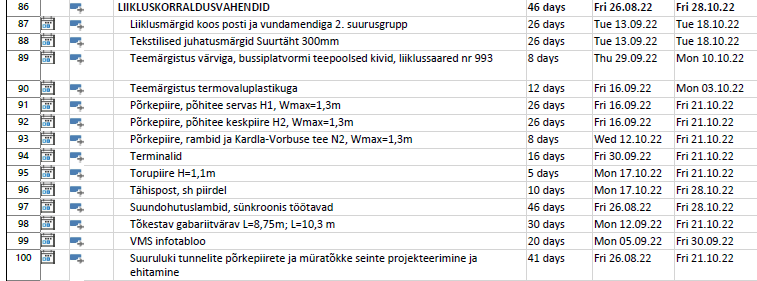 86 LIIKLUSKORRALDUSVAHENDID 46 days Fri 26.08.22 Fri 28.10.22
87 Liiklusmärgid koos posti ja vundamendiga 2. suurusgrupp 26 days Tue 13.09.22 Tue 18.10.22
88 Tekstilised juhatusmärgid Suurtäht 300mm 26 days Tue 13.09.22 Tue 18.10.22
89 Teemärgistus värviga, bussiplatvormi teepoolsed kivid, liiklussaared nr 993 8 days Thu 29.09.22 Mon 10.10.22
90 Teemärgistus termovaluplastikuga 12 days Fri 16.09.22 Mon 03.10.22
91 Põrkepiire, põhitee servas H1, Wmax=1,3m 26 days Fri 16.09.22 Fri 21.10.22
92 Põrkepiire, põhitee keskpiire H2, Wmax=1,3m 26 days Fri 16.09.22 Fri 21.10.22
93 Põrkepiire, rambid ja Kardla-Vorbuse tee N2, Wmax=1,3m 8 days Wed 12.10.22 Fri 21.10.22
94 Terminalid 16 days Fri 30.09.22 Fri 21.10.22
95 Torupiire H=1,1m 5 days Mon 17.10.22 Fri 21.10.22
96 Tähispost, sh piirdel 10 days Mon 17.10.22 Fri 28.10.22
97 Suundohutuslambid, sünkroonis töötavad 46 days Fri 26.08.22 Fri 28.10.22
98 Tõkestav gabariitvärav L=8,75m; L=10,3 m 30 days Mon 12.09.22 Fri 21.10.22
99 VMS infotabloo 20 days Mon 05.09.22 Fri 30.09.22
100 Suuruluki tunnelite põrkepiirete ja müratõkke seinte projekteerimine ja 41 days Fri 26.08.22 Fri 21.10.22
ehitamine